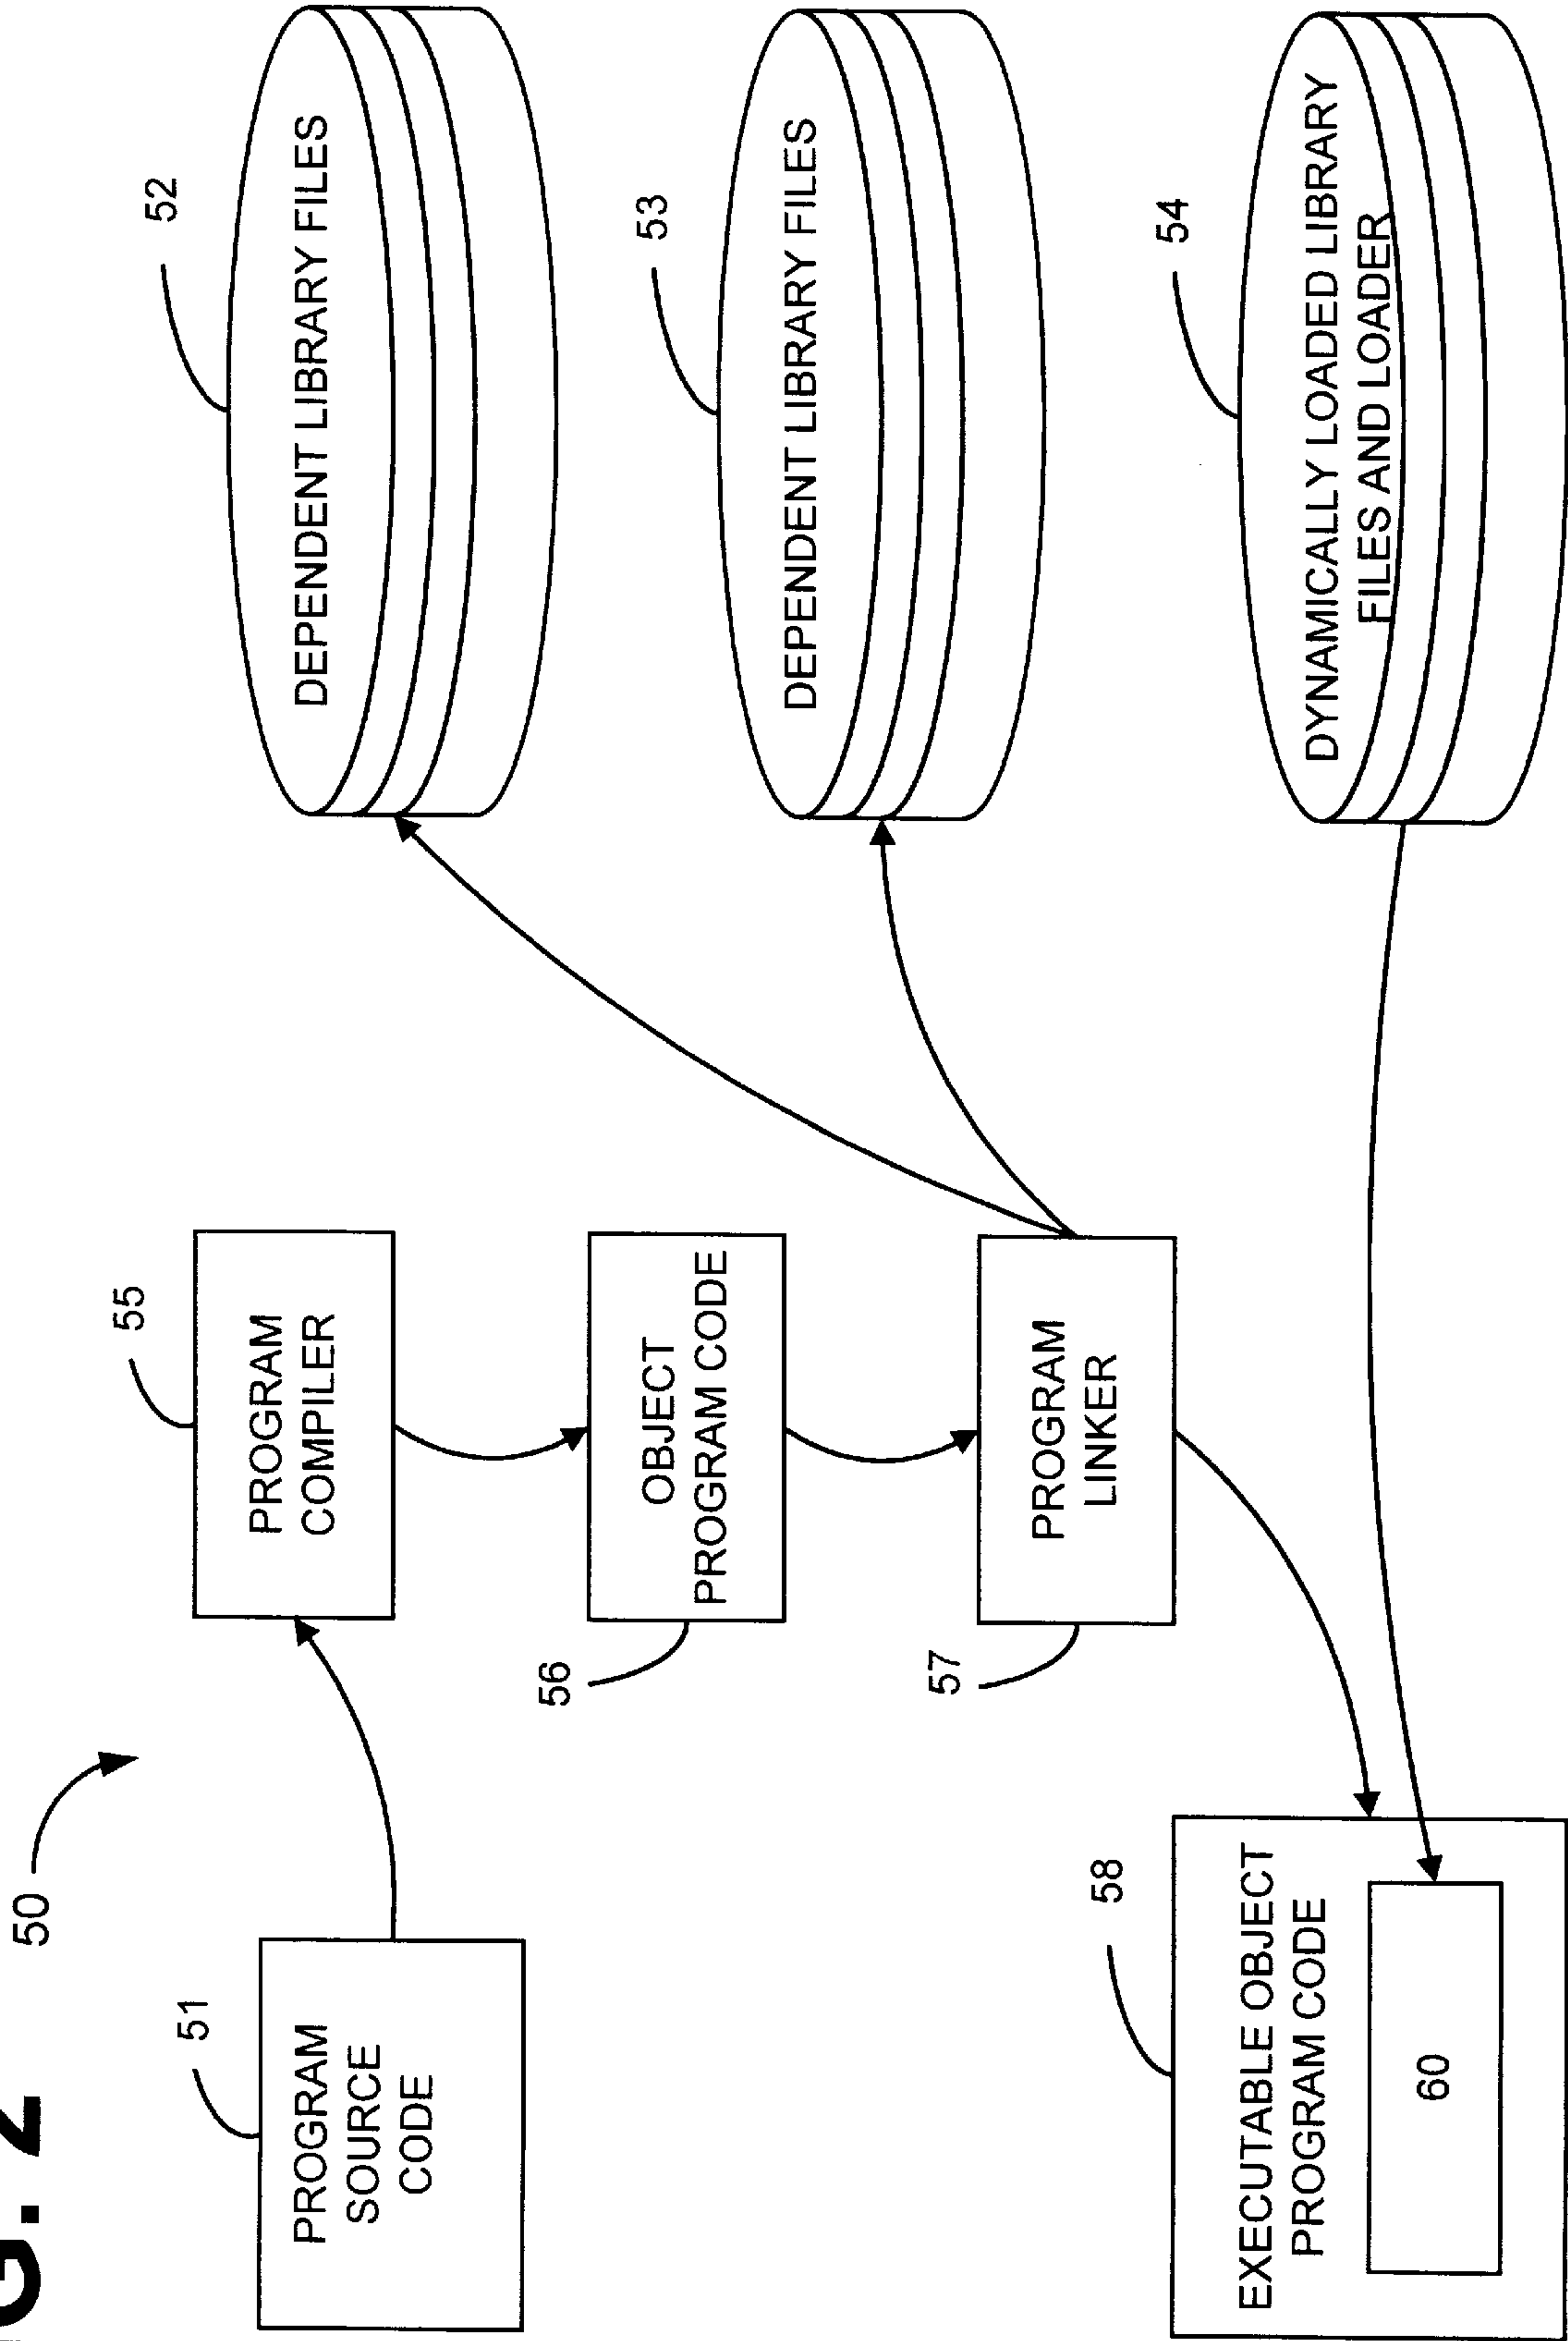 G. 2
50
51
PROGRAM
SOURCE
CODE
55
PROGRAM
COMPILER
52
DEPENDENT LIBRARY FILES
56
OBJECT
PROGRAM CODE
53
DEPENDENT LIBRARY FILES
57
PROGRAM
LINKER
58
EXECUTABLE OBJECT
PROGRAM CODE
60
54
DYNAMICALLY LOADED LIBRARY
FILES AND LOADER